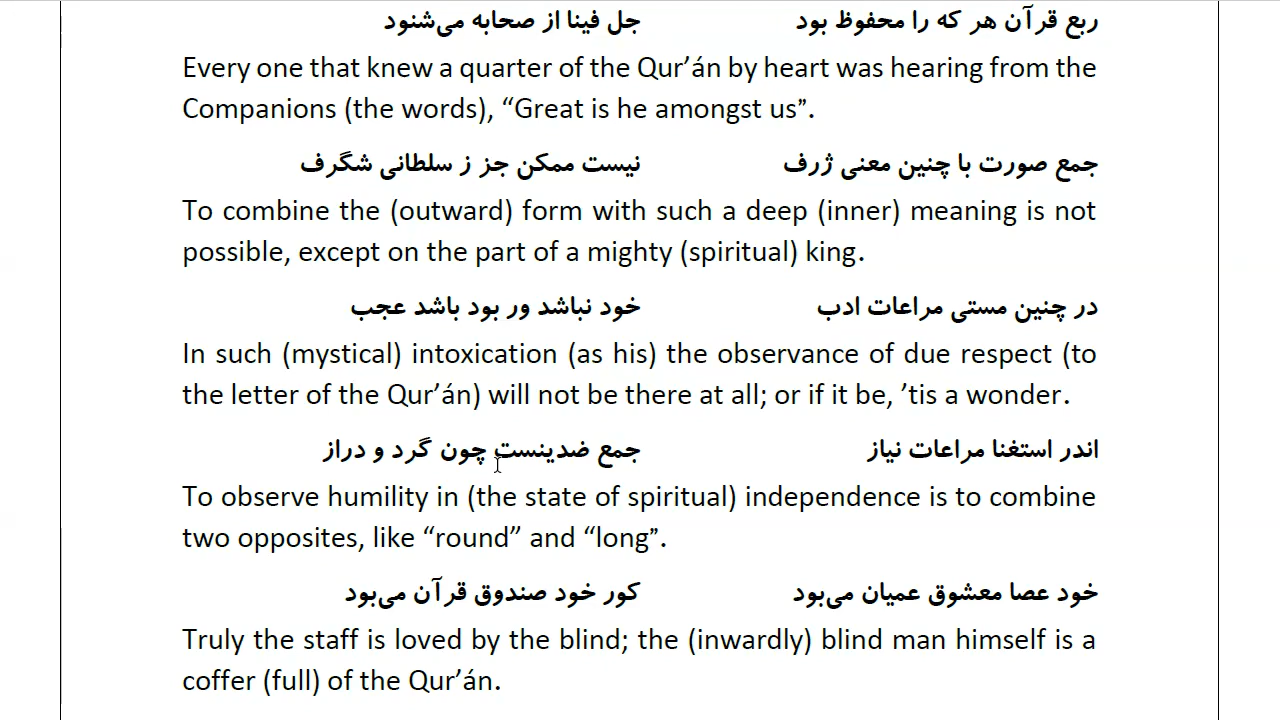 ربع قرآن هر که را محفوظ بود جل فینا از صحابه می‌شنود
Every one that knew a quarter of the Qur’án by heart was hearing from the
Companions (the words), “Great is he amongst us”.
جمع صورت با چنین معنی ژرف نیست ممکن جز ز سلطانی شگرف
To combine the (outward) form with such a deep (inner) meaning is not
possible, except on the part of a mighty (spiritual) king.
در چنین مستی مراعات ادب خود نباشد ور بود باشد عجب
In such (mystical) intoxication (as his) the observance of due respect (to
the letter of the Qur’án) will not be there at all; or if it be, ’tis a wonder.
اندر استغنا مراعات نیاز جمع ضدینست چون گرد و دراز
To observe humility in (the state of spiritual) independence is to combine
two opposites, like “round” and “long”.
خود عصا معشوق عمیان می‌بود کور خود صندوق قرآن می‌بود
Truly the staff is loved by the blind; the (inwardly) blind man himself is a
coffer (full) of the Qur’án.